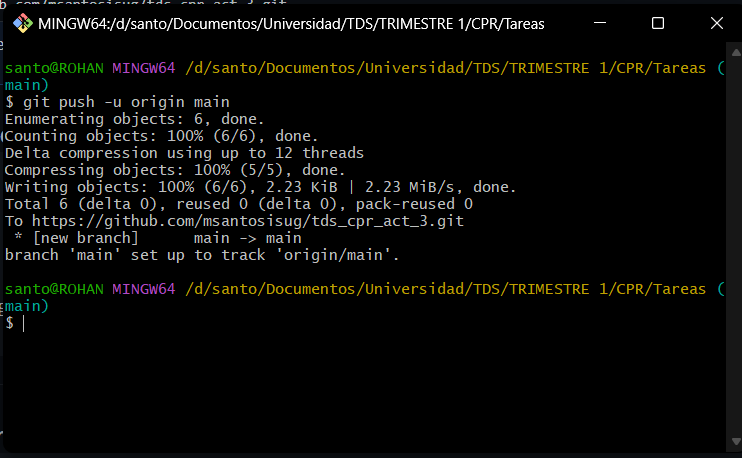 com/msantosisug/tds_cpr_act_3.git
MINGW64:/d/santo/Documentos/Universidad/TDS/TRIMESTRE 1/CPR/Tareas
santo@ROHAN MINGW64 /d/santo/Documentos/Universidad/TDS/TRIMESTRE 1/CPR/Tareas (
main)
$ git push -u origin main
Enumerating objects: 6, done.
Counting objects: 100% (6/6), done.
Delta compression using up to 12 threads
Compressing objects: 100% (5/5), done.
Writing objects: 100% (6/6), 2.23 KiB | 2.23 MiB/s, done.
Total 6 (delta 0), reused 0 (delta 0), pack-reused 0
To https://github.com/msantosisug/tds_cpr_act_3.git
 * [new branch]      main -> main
branch 'main' set up to track 'origin/main'.
santo@ROHAN MINGW64 /d/santo/Documentos/Universidad/TDS/TRIMESTRE 1/CPR/Tareas (
main)
$